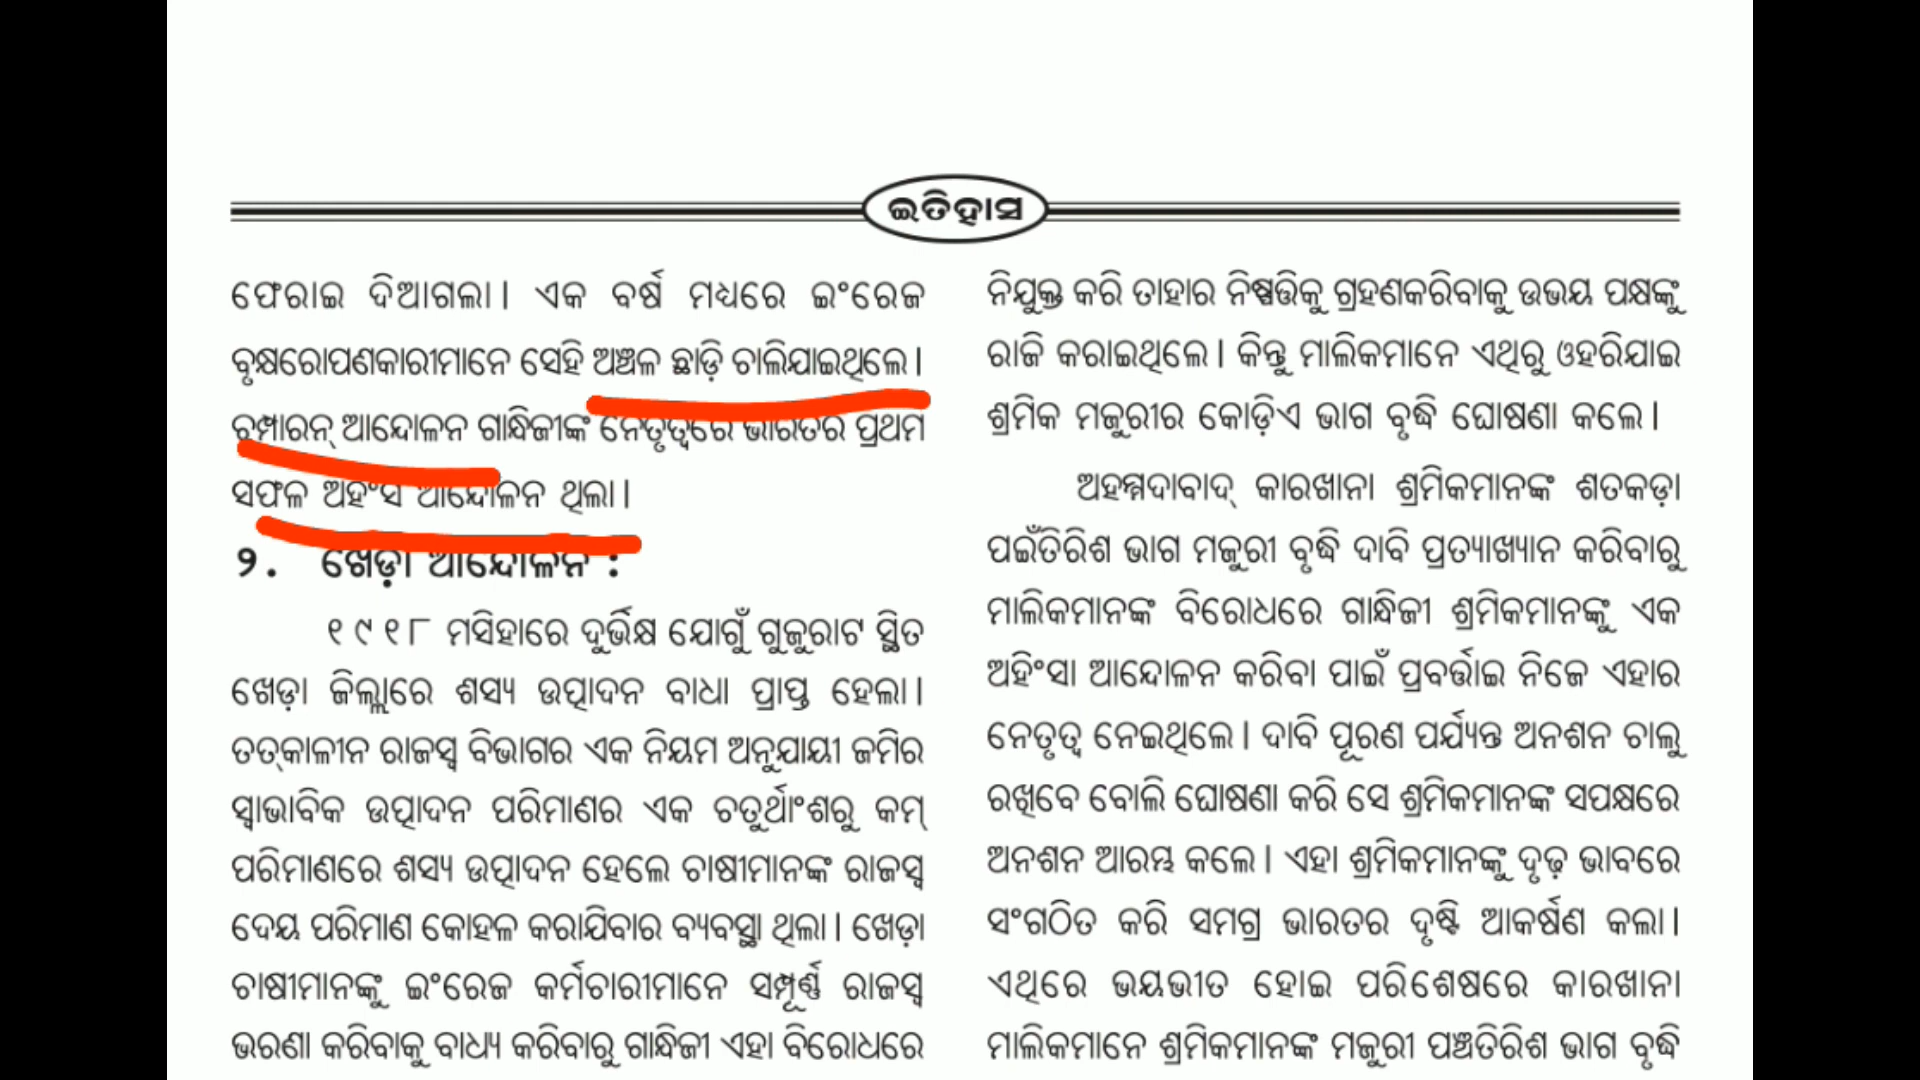 ଇତିହାସ
ଫେରାଇ ଦିଆଗଲା। ଏକ ବର୍ଷ ମଧ୍ୟରେ ଇଂରେଜ
ବୃକ୍ଷରୋପଣକାରୀମାନେ ସେହି ଅଞ୍ଚଳ ଛାଡ଼ି ଚାଲିଯାଇଥିଲେ।
ଚମ୍ପାରନ୍ ଆନ୍ଦୋଳନ ଗାନ୍ଧିଜୀଙ୍କ ନେତୃତ୍ୱରେ ଭାରତର ପ୍ରଥମ
ସଫଳ ଅହିଂସ ଆନ୍ଦୋଳନ ଥିଲା।
୨. ଖେଡ଼ା ଆନ୍ଦୋଳନ :
୧୯୧୮ ମସିହାରେ ଦୁର୍ଭିକ୍ଷ ଯୋଗୁଁ ଗୁଜୁରାଟ ସ୍ଥିତ
ଖେଡ଼ା ଜିଲ୍ଲାରେ ଶସ୍ୟ ଉତ୍ପାଦନ ବାଧା ପ୍ରାପ୍ତ ହେଲା।
ତତ୍‌କାଳୀନ ରାଜସ୍ୱ ବିଭାଗର ଏକ ନିୟମ ଅନୁଯାୟୀ ଜମିର
ସ୍ୱାଭାବିକ ଉତ୍ପାଦନ ପରିମାଣର ଏକ ଚତୁର୍ଥାଂଶରୁ କମ୍
ପରିମାଣରେ ଶସ୍ୟ ଉତ୍ପାଦନ ହେଲେ ଚାଷୀମାନଙ୍କ ରାଜସ୍ୱ
ଦେୟ ପରିମାଣ କୋହଳ କରାଯିବାର ବ୍ୟବସ୍ଥା ଥିଲା। ଖେଡ଼ା
ଚାଷୀମାନଙ୍କୁ ଇଂରେଜ କର୍ମଚାରୀମାନେ ସମ୍ପୂର୍ଣ୍ଣ ରାଜସ୍ୱ
ଭରଣା କରିବାକୁ ବାଧ୍ୟ କରିବାରୁ ଗାନ୍ଧିଜୀ ଏହା ବିରୋଧରେ
ନିଯୁକ୍ତ କରି ତାହାର ନିଷ୍ପତ୍ତିକୁ ଗ୍ରହଣକରିବାକୁ ଉଭୟ ପକ୍ଷଙ୍କୁ
ରାଜି କରାଇଥିଲେ। କିନ୍ତୁ ମାଲିକମାନେ ଏଥିରୁ ଓହରିଯାଇ
ଶ୍ରମିକ ମଜୁରୀର କୋଡ଼ିଏ ଭାଗ ବୃଦ୍ଧି ଘୋଷଣା କଲେ।
ଅହମ୍ମଦାବାଦ୍ କାରଖାନା ଶ୍ରମିକମାନଙ୍କ ଶତକଡ଼ା
ପଇଁତିରିଶ ଭାଗ ମଜୁରୀ ବୃଦ୍ଧି ଦାବି ପ୍ରତ୍ୟାଖ୍ୟାନ କରିବାରୁ
ମାଲିକମାନଙ୍କ ବିରୋଧରେ ଗାନ୍ଧିଜୀ ଶ୍ରମିକମାନଙ୍କୁ ଏକ
ଅହିଂସା ଆନ୍ଦୋଳନ କରିବା ପାଇଁ ପ୍ରବର୍ତ୍ତାଇ ନିଜେ ଏହାର
ନେତୃତ୍ୱ ନେଇଥିଲେ। ଦାବି ପୂରଣ ପର୍ଯ୍ୟନ୍ତ ଅନଶନ ଚାଲୁ
ରଖିବେ ବୋଲି ଘୋଷଣା କରି ସେ ଶ୍ରମିକମାନଙ୍କ ସପକ୍ଷରେ
ଅନଶନ ଆରମ୍ଭ କଲେ। ଏହା ଶ୍ରମିକମାନଙ୍କୁ ଦୃଢ଼ ଭାବରେ
ସଂଗଠିତ କରି ସମଗ୍ର ଭାରତର ଦୃଷ୍ଟି ଆକର୍ଷଣ କଲା।
ଏଥିରେ ଭୟଭୀତ ହୋଇ ପରିଶେଷରେ କାରଖାନା
ମାଲିକମାନେ ଶ୍ରମିକମାନଙ୍କ ମଜୁରୀ ପଞ୍ଚତିରିଶ ଭାଗ ବୃଦ୍ଧି